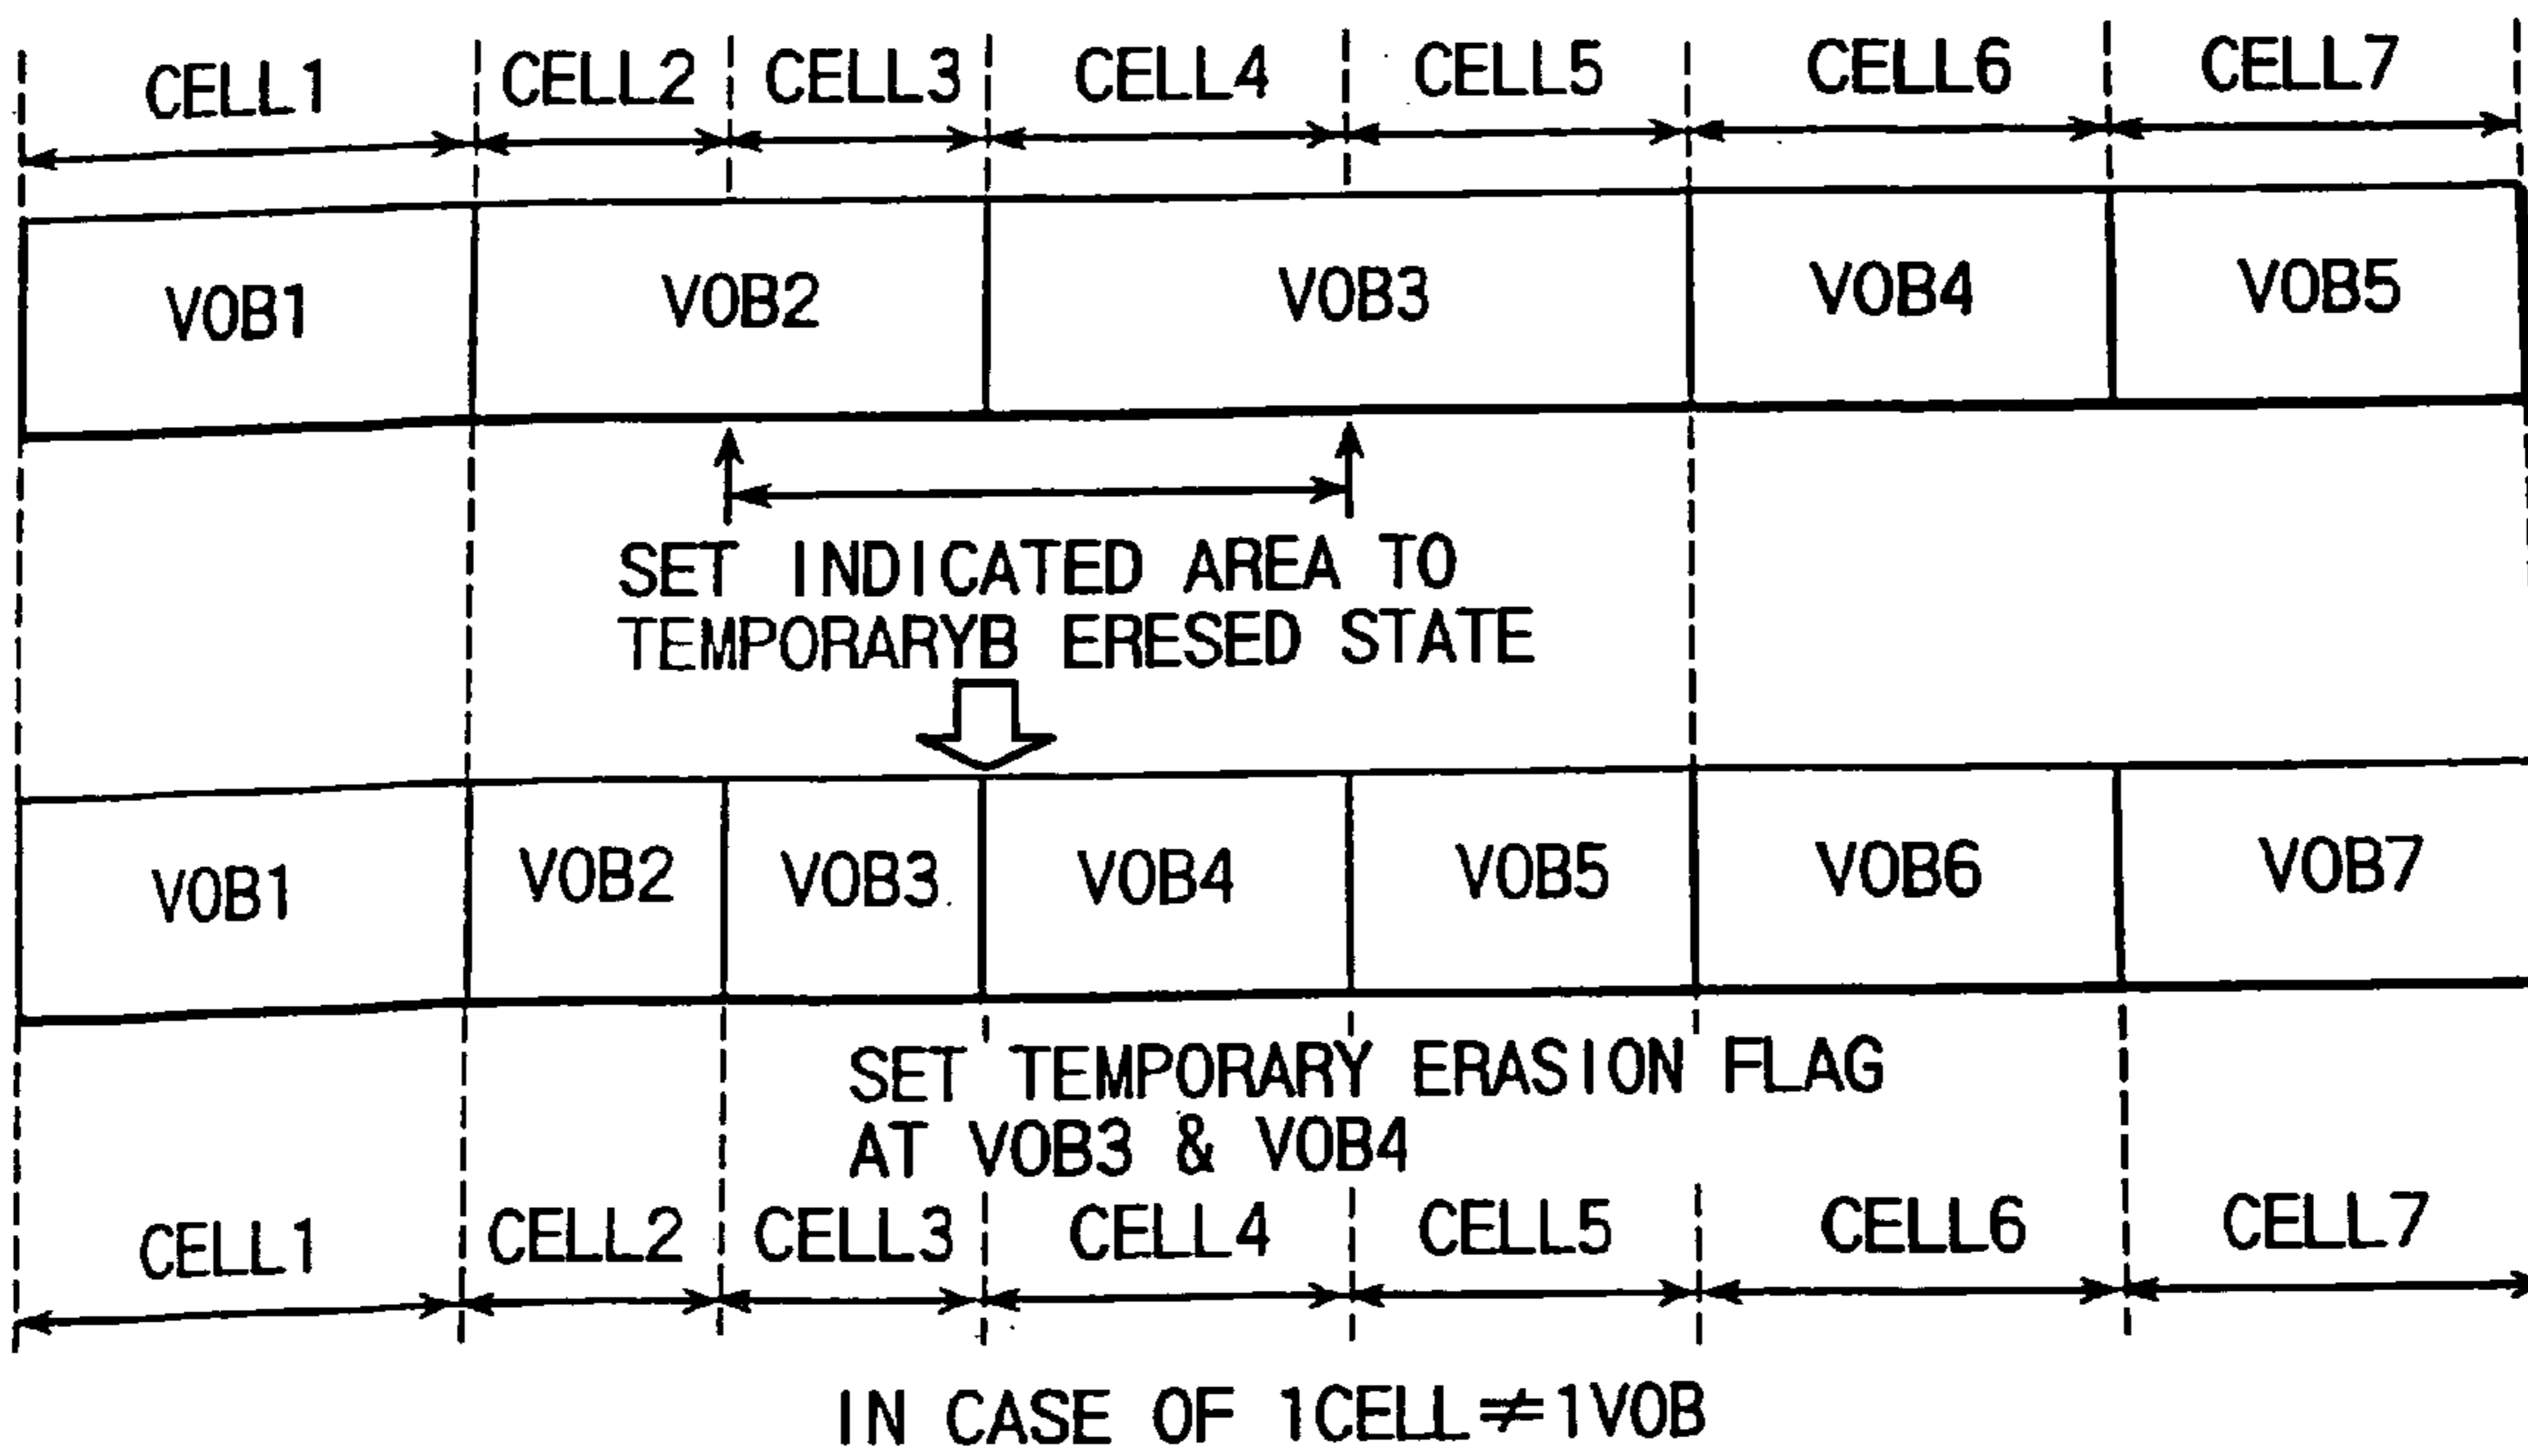 CELL1 CELL2 CELL3 CELL4 CELL5 CELL6 CELL7
VOB1 VOB2 VOB3 VOB4 VOB5
SET INDICATED AREA TO
TEMPORARYB ERESED STATE
VOB1 VOB2 VOB3 VOB4 VOB5 VOB6 VOB7
SET TEMPORARY ERASION FLAG
AT VOB3 & VOB4
CELL1 CELL2 CELL3 CELL4 CELL5 CELL6 CELL7
IN CASE OF 1CELL≠1VOB